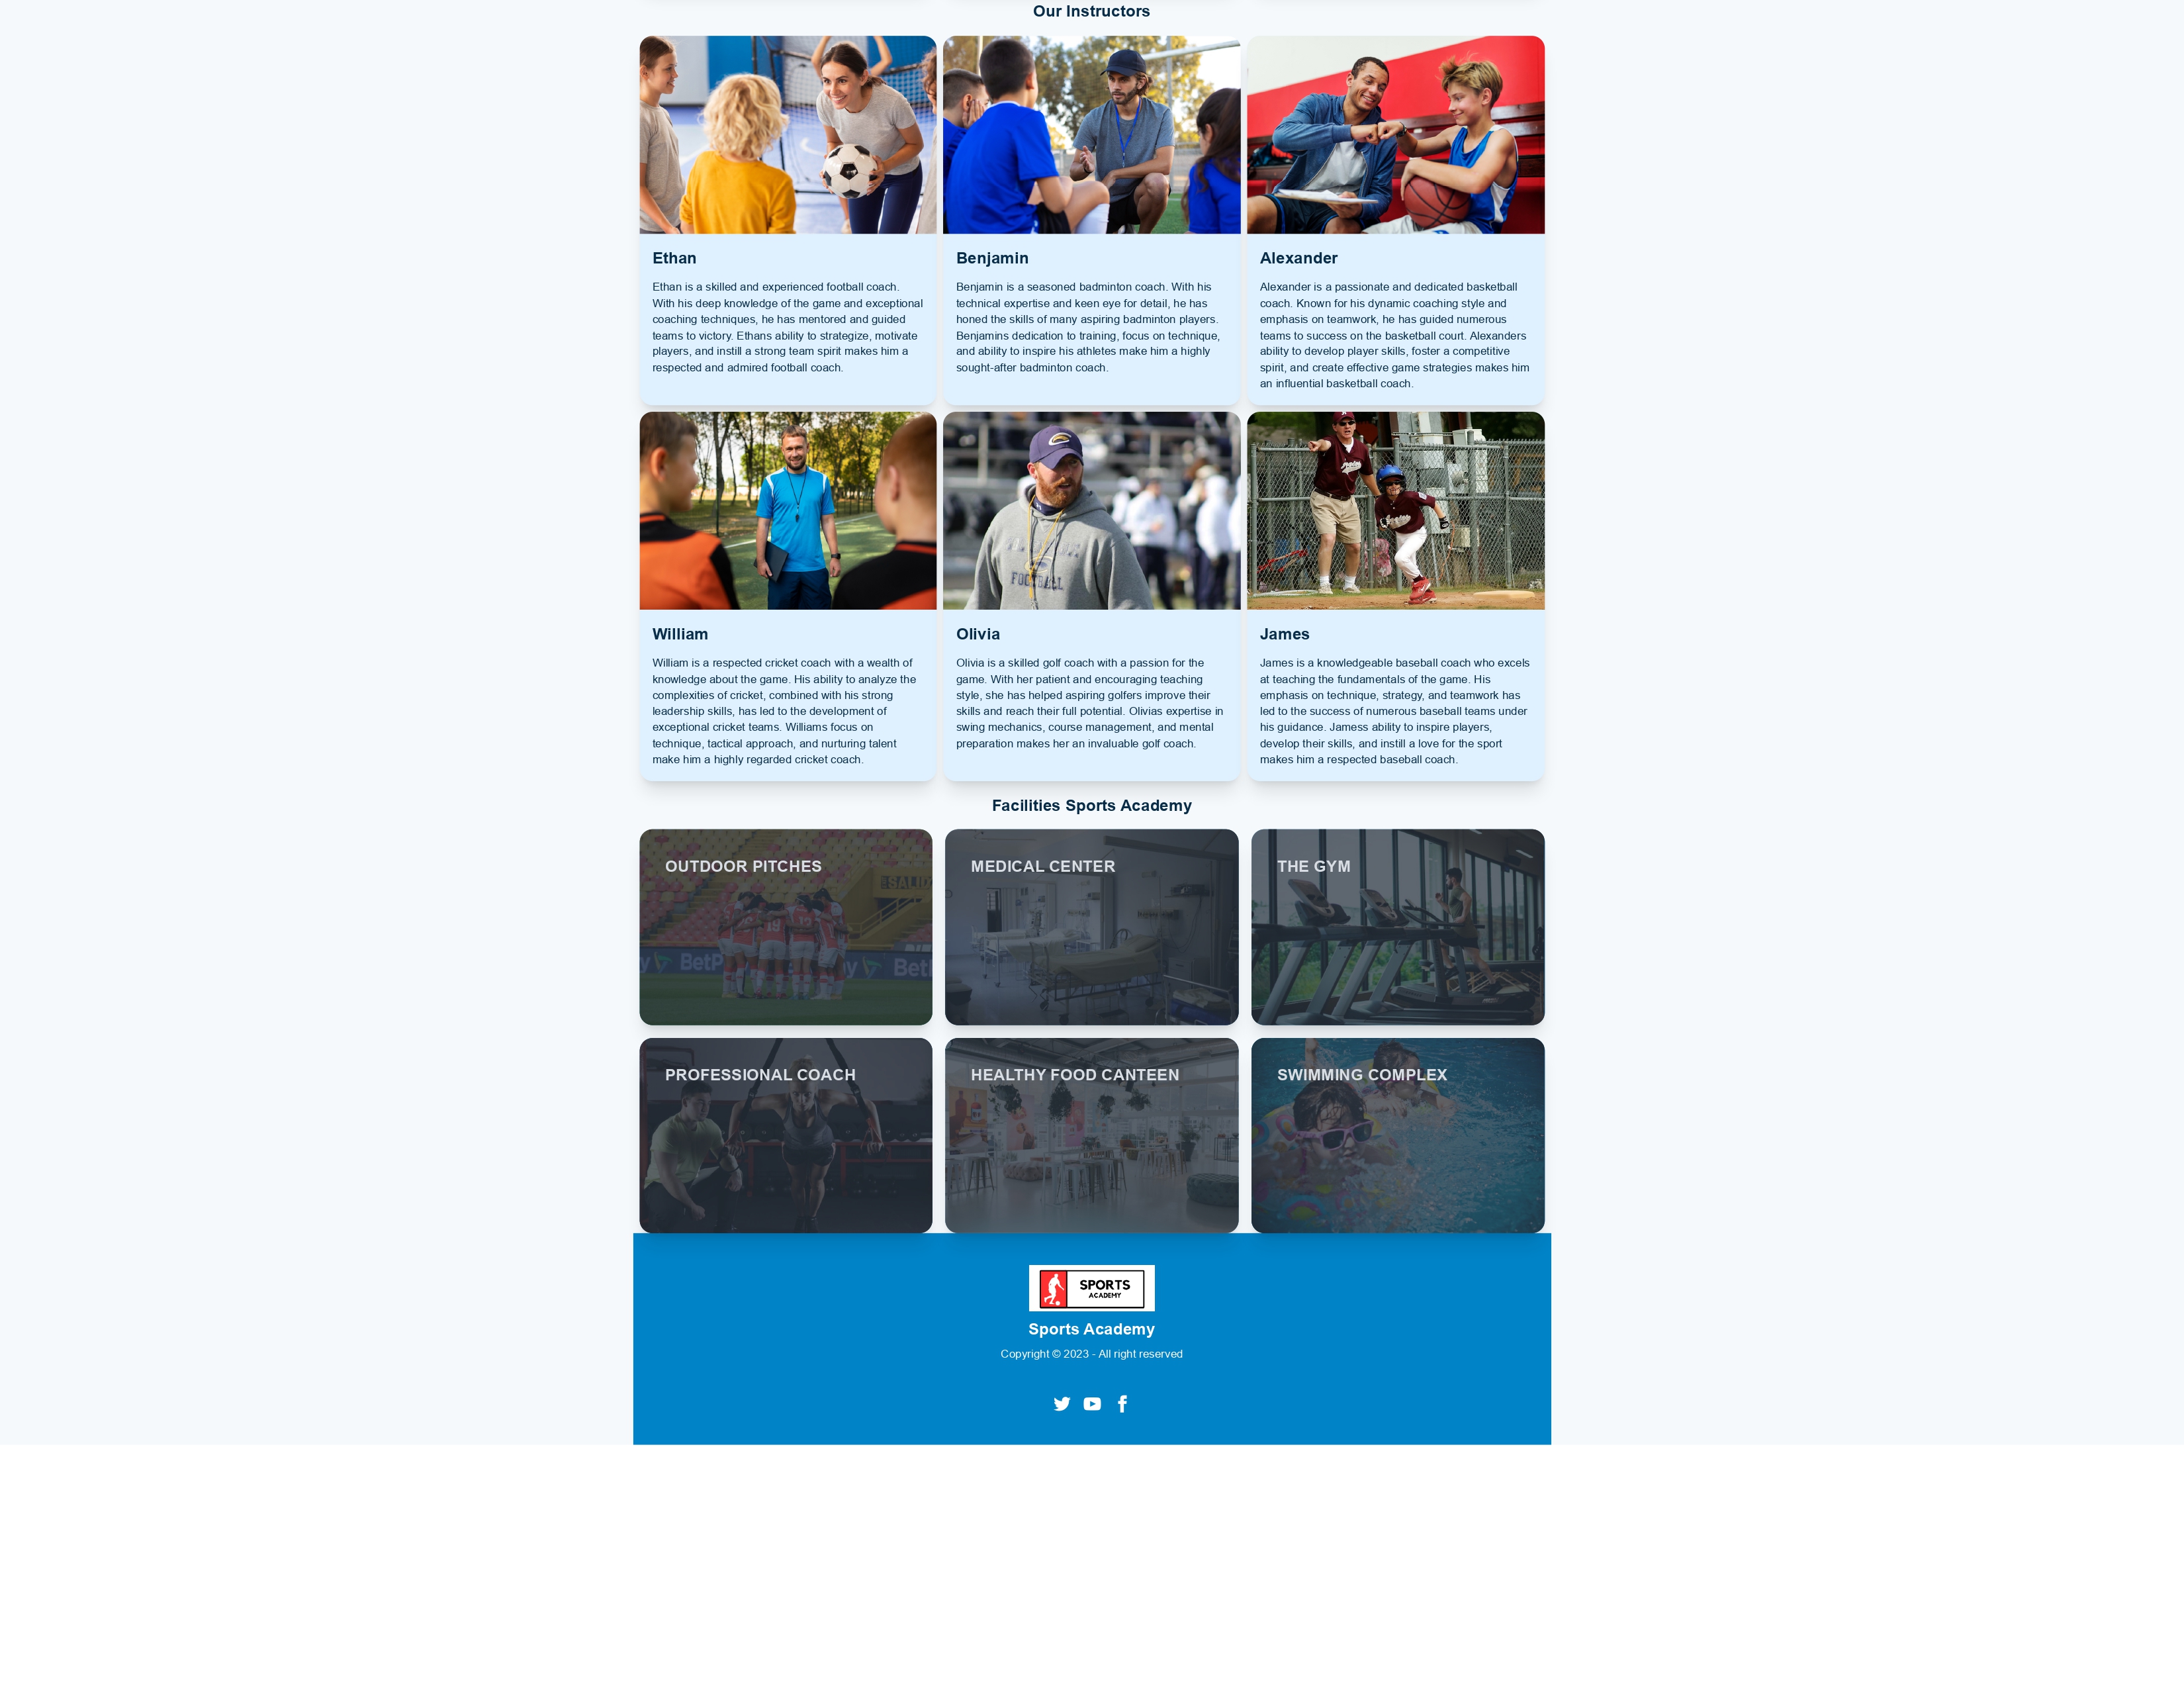 Our Instructors
Ethan
Ethan is a skilled and experienced football coach.
With his deep knowledge of the game and exceptional
coaching techniques, he has mentored and guided
teams to victory. Ethans ability to strategize, motivate
players, and instill a strong team spirit makes him a
respected and admired football coach.
Benjamin
Benjamin is a seasoned badminton coach. With his
technical expertise and keen eye for detail, he has
honed the skills of many aspiring badminton players.
Benjamins dedication to training, focus on technique,
and ability to inspire his athletes make him a highly
sought-after badminton coach.
Alexander
Alexander is a passionate and dedicated basketball
coach. Known for his dynamic coaching style and
emphasis on teamwork, he has guided numerous
teams to success on the basketball court. Alexanders
ability to develop player skills, foster a competitive
spirit, and create effective game strategies makes him
an influential basketball coach.
FOOTBALL
William
William is a respected cricket coach with a wealth of
knowledge about the game. His ability to analyze the
complexities of cricket, combined with his strong
leadership skills, has led to the development of
exceptional cricket teams. Williams focus on
technique, tactical approach, and nurturing talent
make him a highly regarded cricket coach.
Olivia
Olivia is a skilled golf coach with a passion for the
game. With her patient and encouraging teaching
style, she has helped aspiring golfers improve their
skills and reach their full potential. Olivias expertise in
swing mechanics, course management, and mental
preparation makes her an invaluable golf coach.
James
James is a knowledgeable baseball coach who excels
at teaching the fundamentals of the game. His
emphasis on technique, strategy, and teamwork has
led to the success of numerous baseball teams under
his guidance. Jamess ability to inspire players,
develop their skills, and instill a love for the sport
makes him a respected baseball coach.
Facilities Sports Academy
OUTDOOR PITCHES
SALID
BetP
Bet
MEDICAL CENTER
THE GYM
PROFESSIONAL COACH
HEALTHY FOOD CANTEEN
SWIMMING COMPLEX
SPORTS
ACADEMY
Sports Academy
Copyright © 2023 - All right reserved